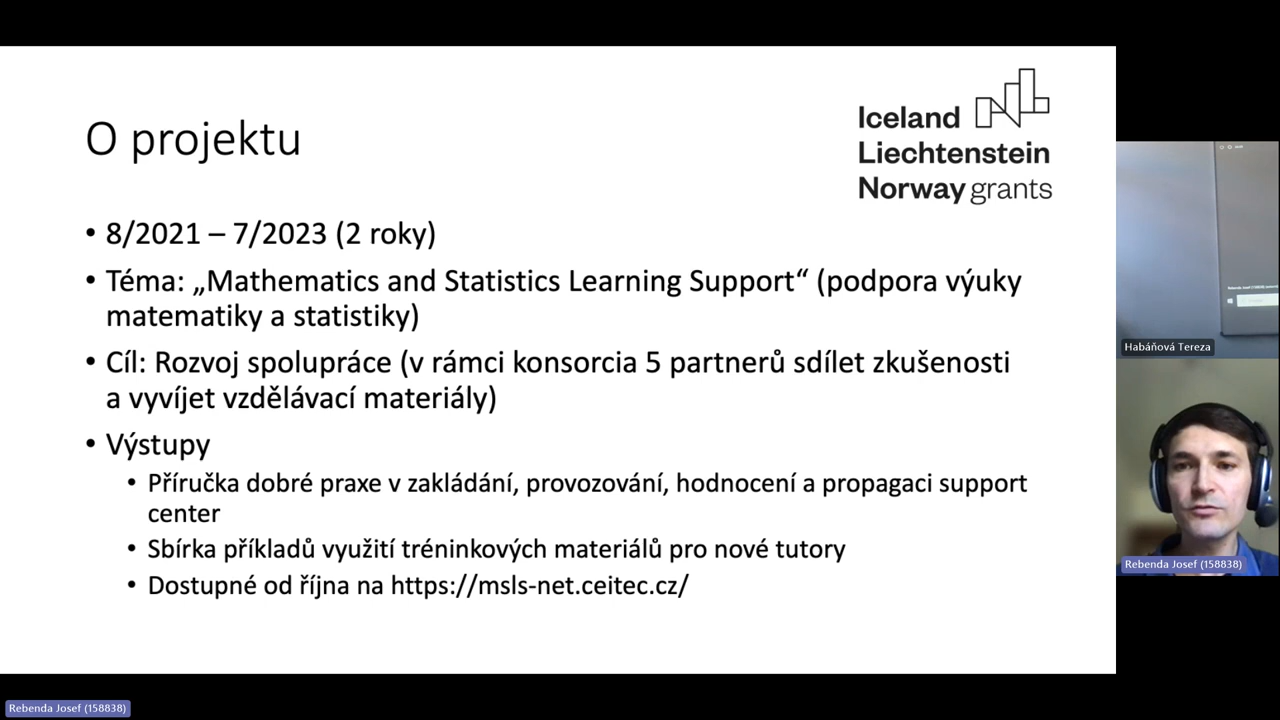 O projektu
Iceland
Liechtenstein
Norway grants
• 8/2021 – 7/2023 (2 roky)
• Téma: „Mathematics and Statistics Learning Support“ (podpora výuky
matematiky a statistiky)
• Cíl: Rozvoj spolupráce (v rámci konsorcia 5 partnerů sdílet zkušenosti
a vyvíjet vzdělávací materiály)
• Výstupy
• Příručka dobré praxe v zakládání, provozování, hodnocení a propagaci support
center
• Sbírka příkladů využití tréninkových materiálů pro nové tutory
• Dostupné od října na https://msls-net.ceitec.cz/
Habáňová Tereza
Rebenda Josef (158838)
Rebenda Josef (158838)